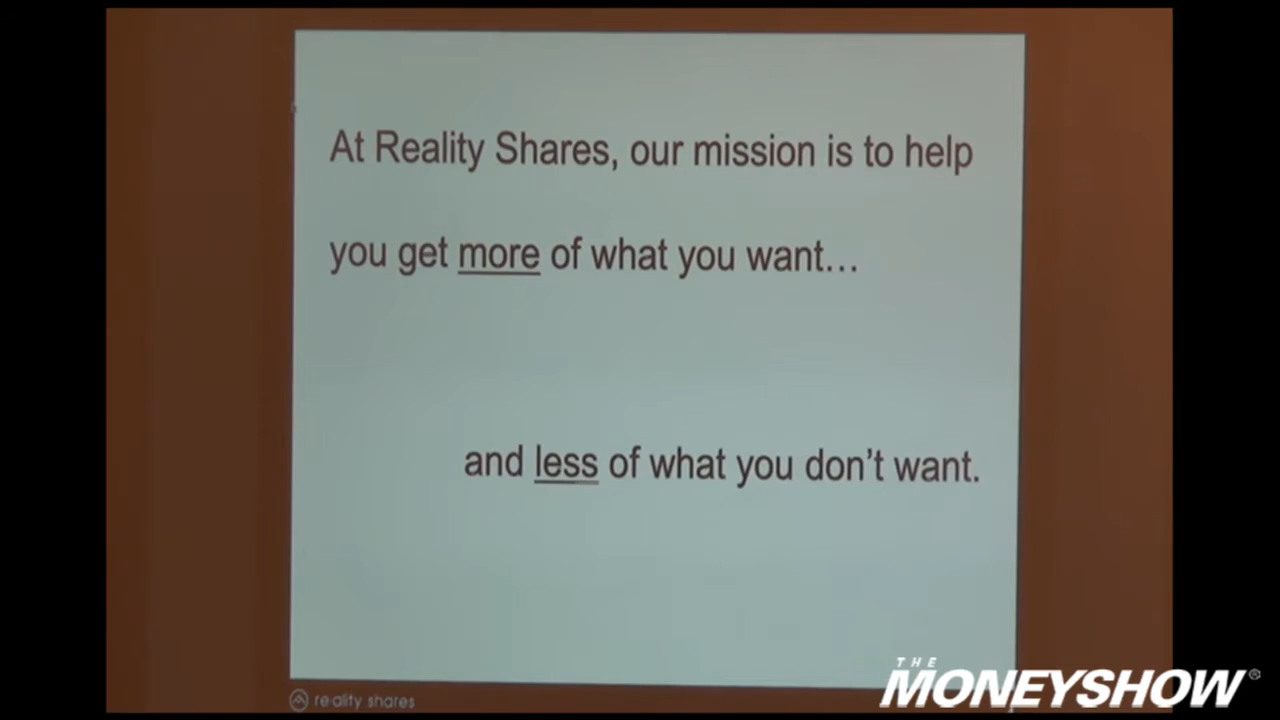 At Reality Shares, our mission is to help
you get more of what you want…
and less of what you don't want.
reality shares
THE
MONEYSHOW®